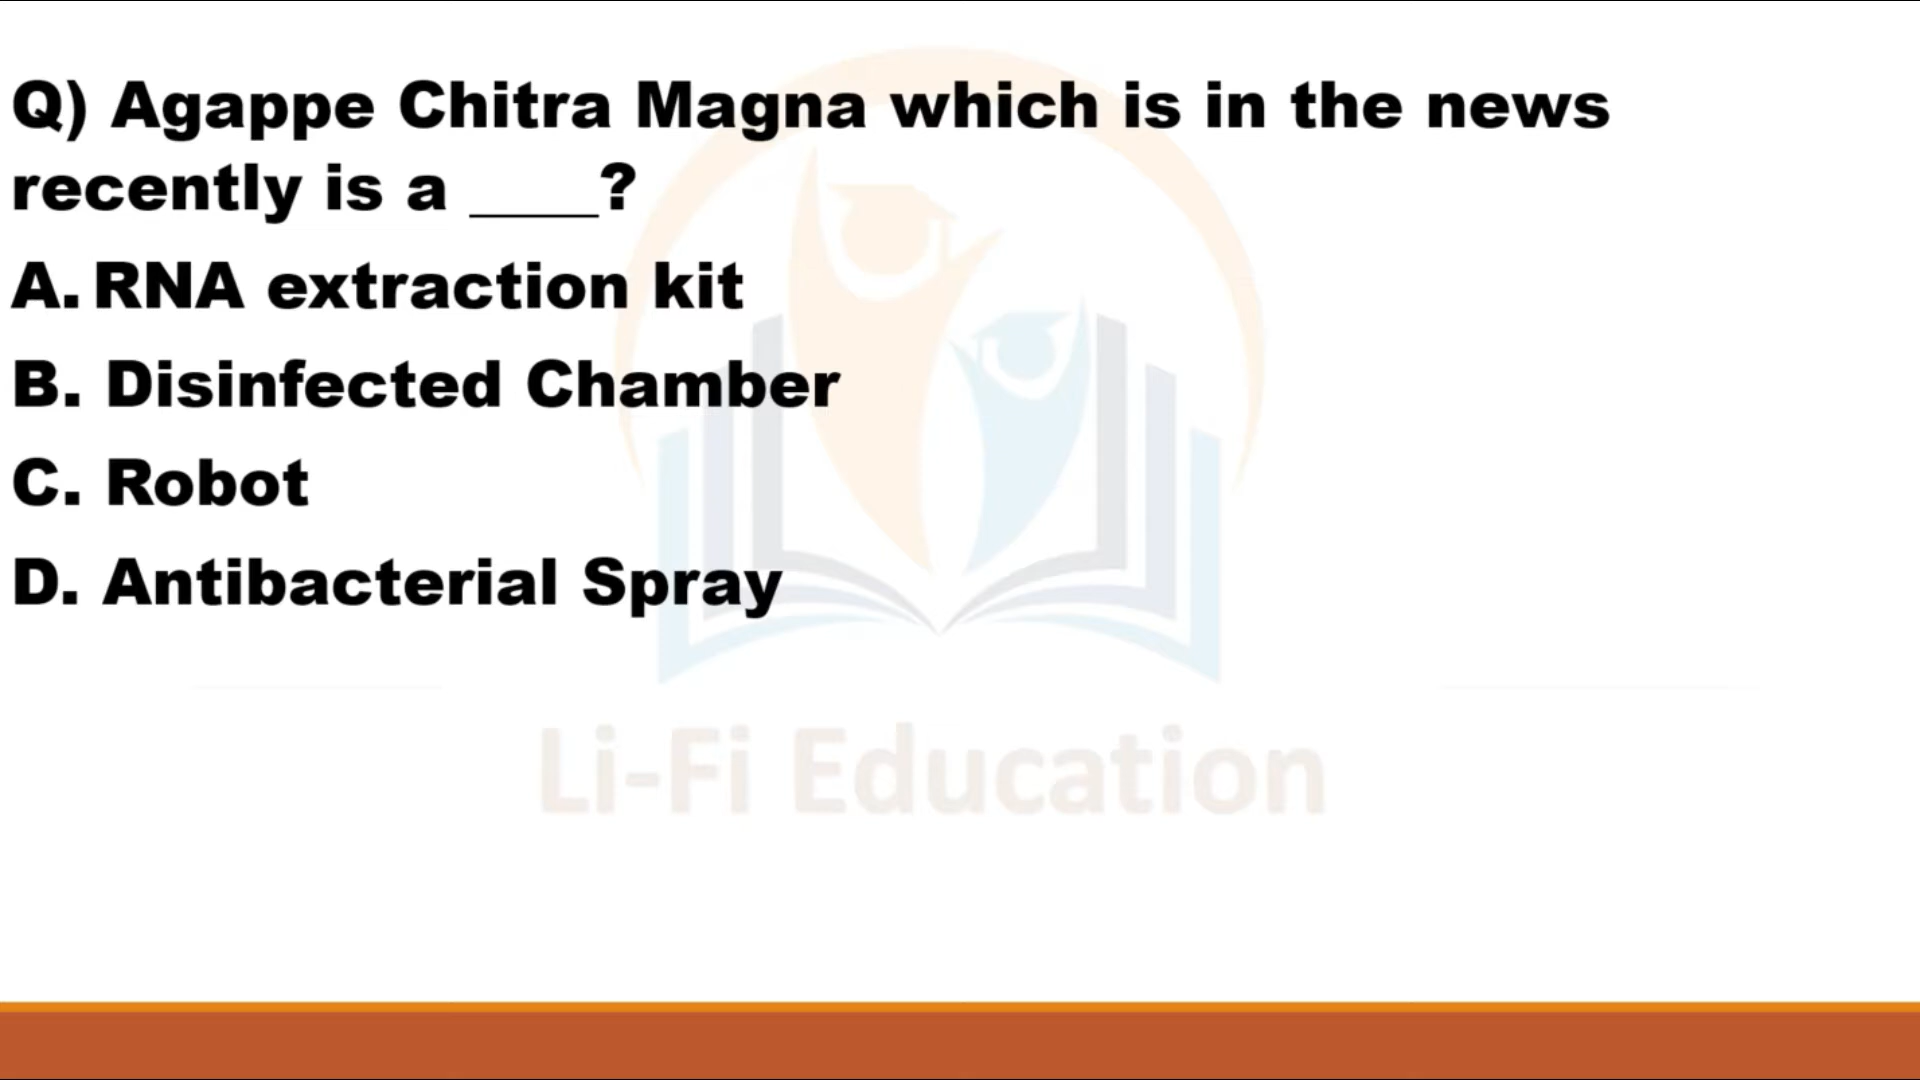 Q) Agappe Chitra Magna which is in the news
recently is a ____?
A. RNA extraction kit
B. Disinfected Chamber
C. Robot
D. Antibacterial Spray
Li-Fi Education